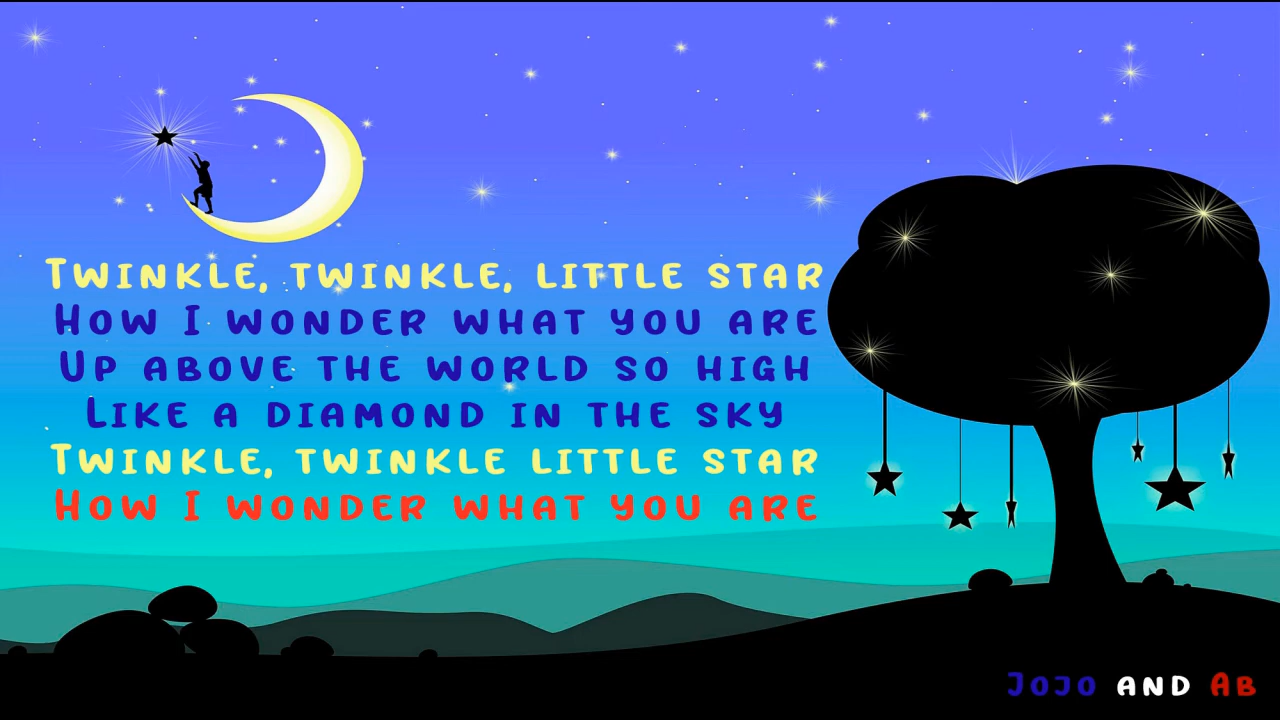 Twinkle, twinkle, little star
How I wonder what you are
Up above the world so high
Like a diamond in the sky
Twinkle, twinkle little star
How I wonder what you are
Jojo and Ab